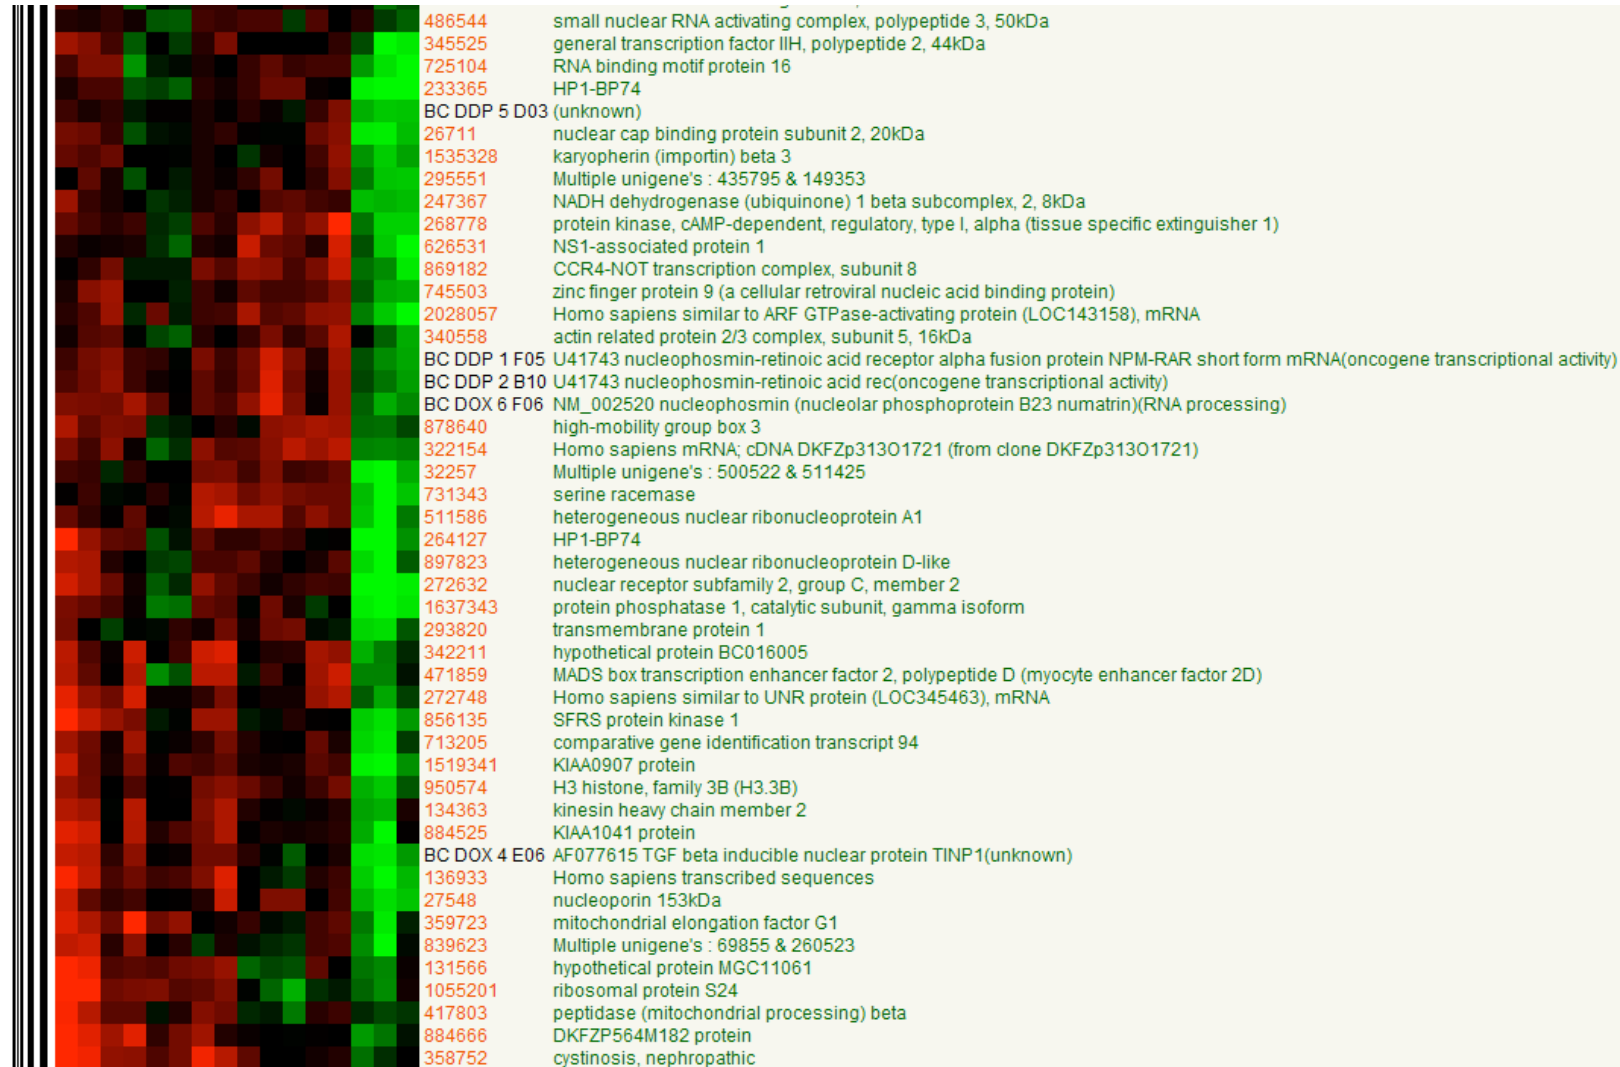 486544 small nuclear RNA activating complex, polypeptide 3, 50kDa
345525 general transcription factor IIH, polypeptide 2, 44kDa
725104 RNA binding motif protein 16
233365 HP1-BP74
BC DDP 5 D03 (unknown)
26711 nuclear cap binding protein subunit 2, 20kDa
1535328 karyopherin (importin) beta 3
295551 Multiple unigene's : 435795 & 149353
247367 NADH dehydrogenase (ubiquinone) 1 beta subcomplex, 2, 8kDa
268778 protein kinase, cAMP-dependent, regulatory, type I, alpha (tissue specific extinguisher 1)
626531 NS1-associated protein 1
869182 CCR4-NOT transcription complex, subunit 8
745503 zinc finger protein 9 (a cellular retroviral nucleic acid binding protein)
2028057 Homo sapiens similar to ARF GTPase-activating protein (LOC143158), mRNA
340558 actin related protein 2/3 complex, subunit 5, 16kDa
BC DDP 1 F05 U41743 nucleophosmin-retinoic acid receptor alpha fusion protein NPM-RAR short form mRNA(oncogene transcriptional activity)
BC DDP 2 B10 U41743 nucleophosmin-retinoic acid rec(oncogene transcriptional activity)
BC DOX 6 F06 NM_002520 nucleophosmin (nucleolar phosphoprotein B23 numatrin)(RNA processing)
878640 high-mobility group box 3
322154 Homo sapiens mRNA; cDNA DKFZp313O1721 (from clone DKFZp313O1721)
32257 Multiple unigene's : 500522 & 511425
731343 serine racemase
511586 heterogeneous nuclear ribonucleoprotein A1
264127 HP1-BP74
897823 heterogeneous nuclear ribonucleoprotein D-like
272632 nuclear receptor subfamily 2, group C, member 2
1637343 protein phosphatase 1, catalytic subunit, gamma isoform
293820 transmembrane protein 1
342211 hypothetical protein BC016005
471859 MADS box transcription enhancer factor 2, polypeptide D (myocyte enhancer factor 2D)
272748 Homo sapiens similar to UNR protein (LOC345463), mRNA
856135 SFRS protein kinase 1
713205 comparative gene identification transcript 94
1519341 KIAA0907 protein
950574 H3 histone, family 3B (H3.3B)
134363 kinesin heavy chain member 2
884525 KIAA1041 protein
BC DOX 4 E06 AF077615 TGF beta inducible nuclear protein TINP1(unknown)
136933 Homo sapiens transcribed sequences
27548 nucleoporin 153kDa
359723 mitochondrial elongation factor G1
839623 Multiple unigene's : 69855 & 260523
131566 hypothetical protein MGC11061
1055201 ribosomal protein S24
417803 peptidase (mitochondrial processing) beta
884666 DKFZP564M182 protein
358752 cystinosis, nephropathic